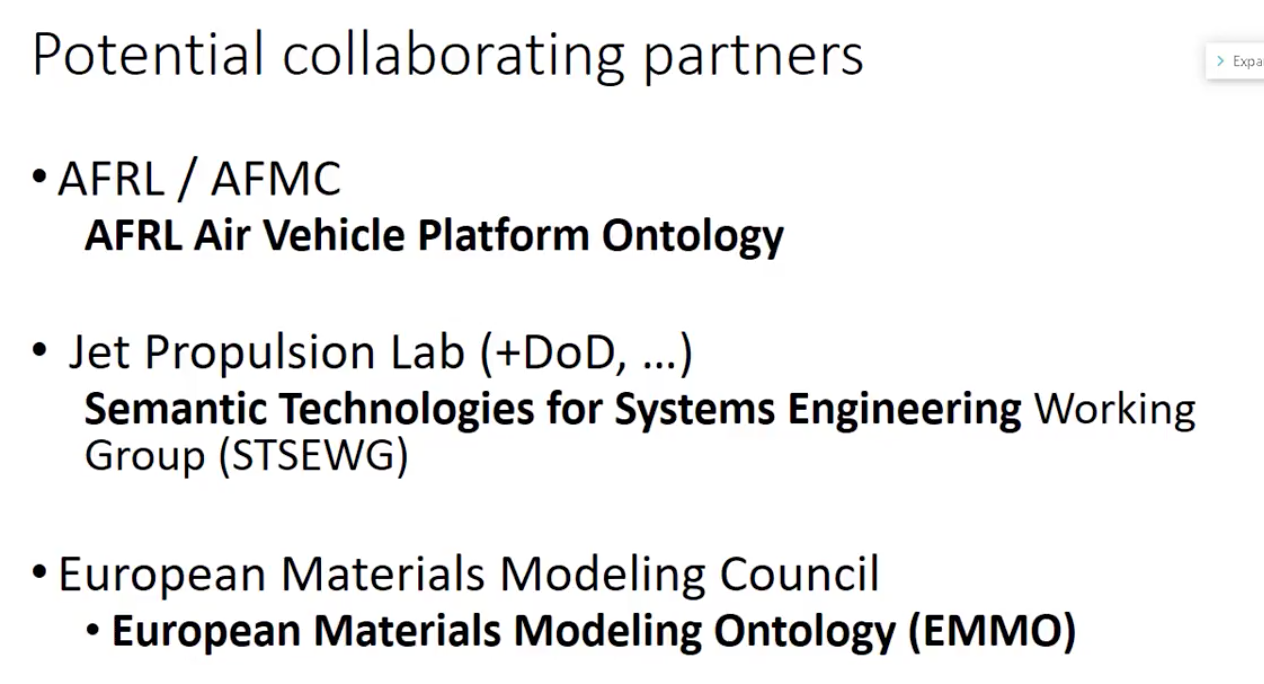 Potential collaborating partners
Expa
• AFRL / AFMC
AFRL Air Vehicle Platform Ontology
• Jet Propulsion Lab (+DoD, ...)
Semantic Technologies for Systems Engineering Working
Group (STSEWG)
• European Materials Modeling Council
• European Materials Modeling Ontology (EMMO)